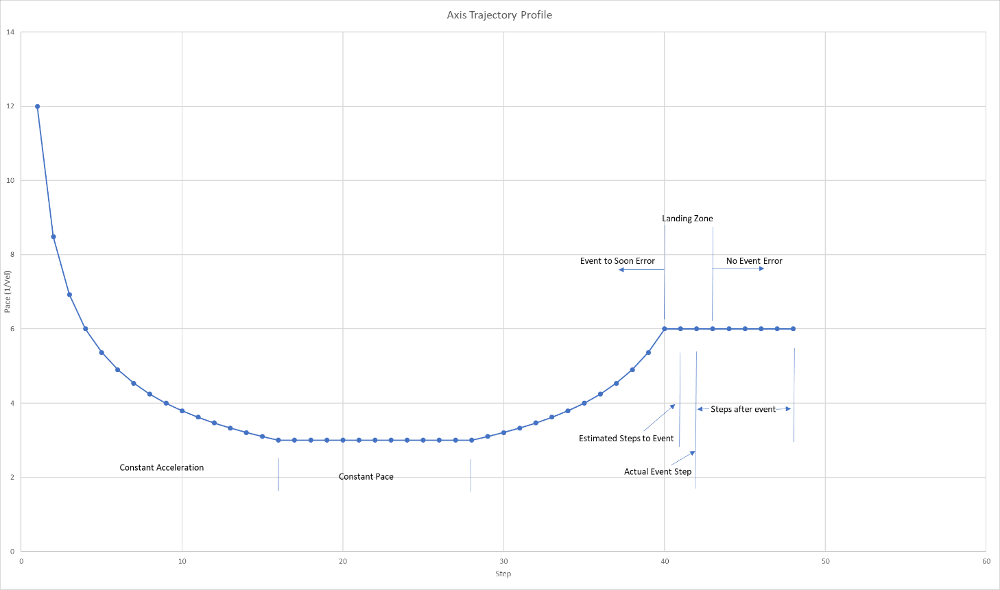 Axis Trajectory Profile
14
12
10
8
6
4
2
0
Pace (1/Vel)
Landing Zone
Event to Soon Error
No Event Error
Steps after event
Estimated Steps to Event
Actual Event Step
Constant Acceleration
Constant Pace
0
10
20
30
40
50
60
Step